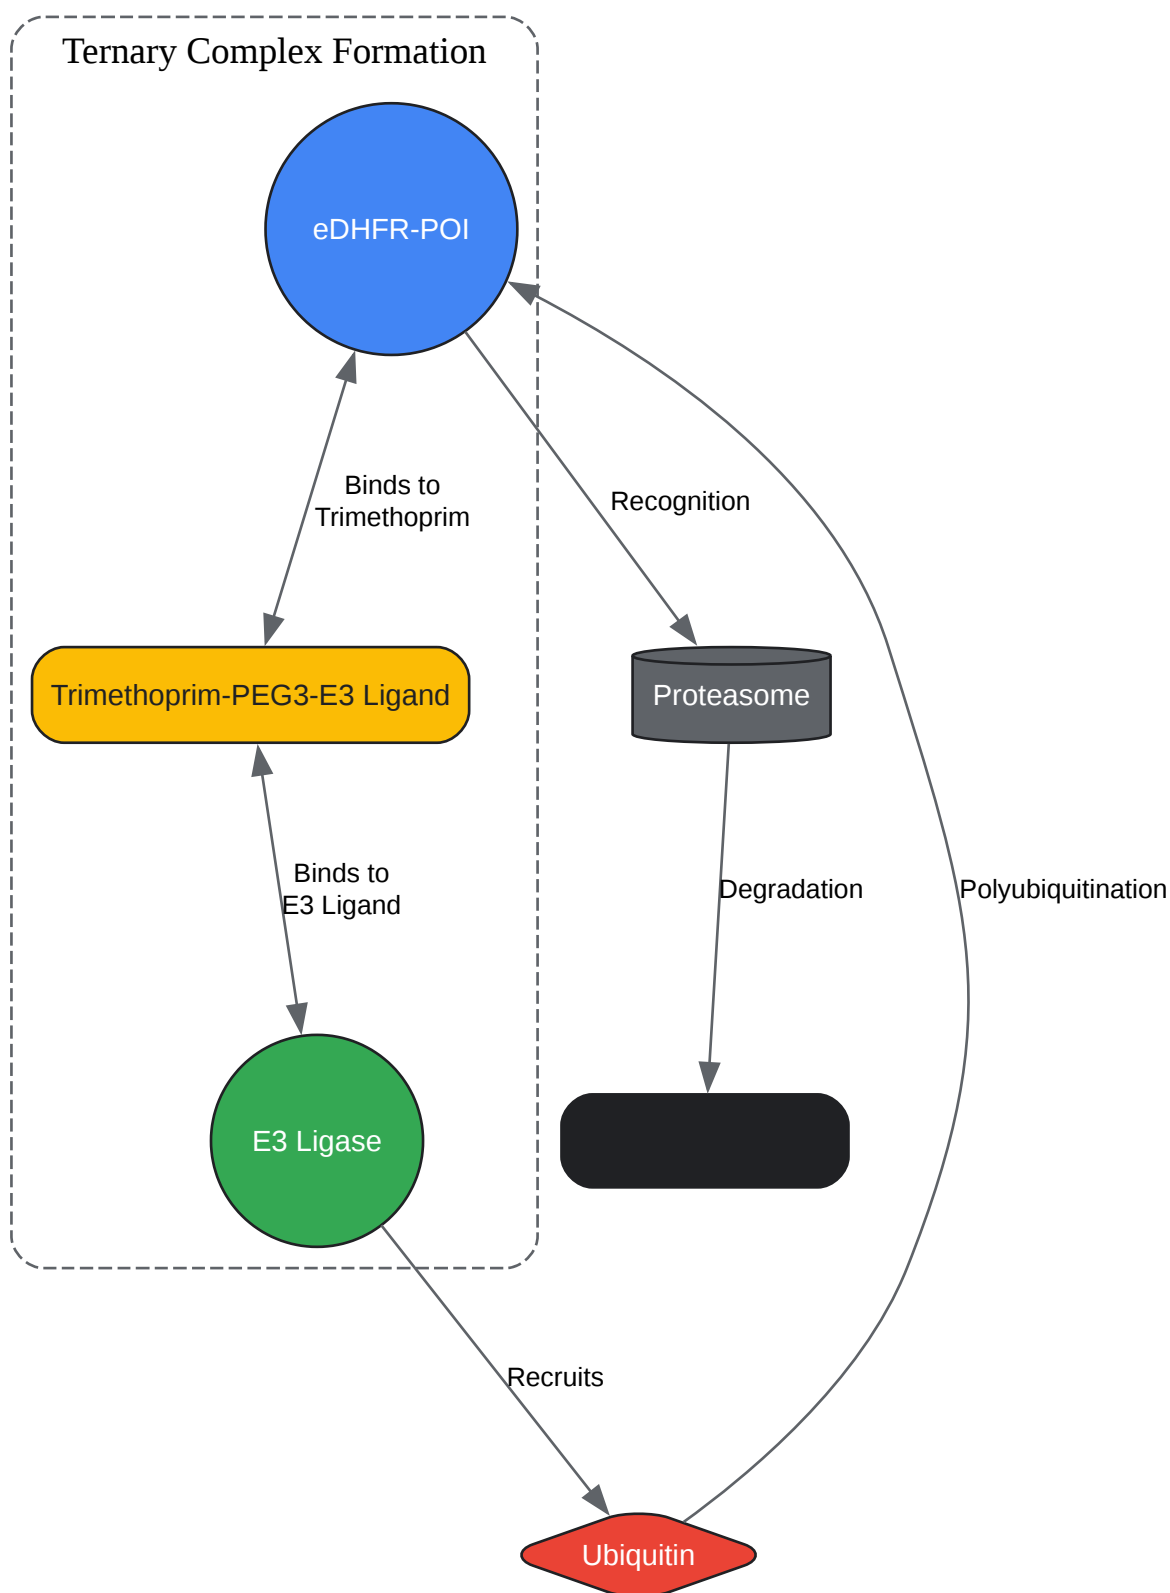 Ternary Complex Formation
eDHFR-POI
Binds to
Trimethoprim
Recognition
Trimethoprim-PEG3-E3 Ligand
Proteasome
Binds to
E3 Ligand
Degradation
Polyubiquitination
E3 Ligase
Recruits
Ubiquitin